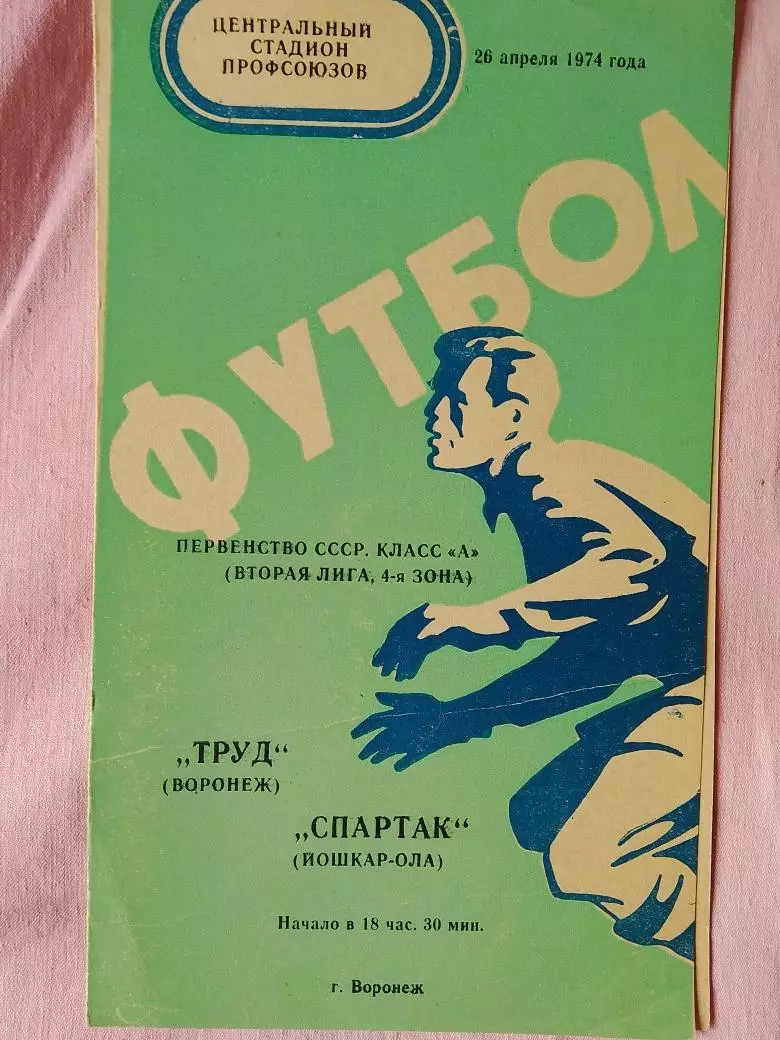 ЦЕНТРАЛЬНЫЙ
СТАДИОН
ПРОФСОЮЗОВ
26 апреля 1974 года
ФУТБОЛ
ПЕРВЕНСТВО СССР. КЛАСС «А»
(ВТОРАЯ ЛИГА, 4-я ЗОНА)
„ТРУД“
(ВОРОНЕЖ)
„СПАРТАК“
(ЙОШКАР-ОЛА)
Начало в 18 час. 30 мин.
г. Воронеж